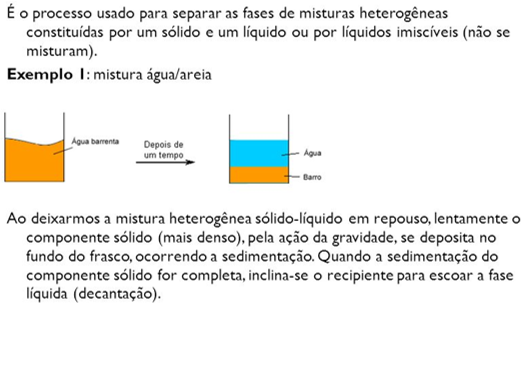 É o processo usado para separar as fases de misturas heterogêneas
constituídas por um sólido e um líquido ou por líquidos imiscíveis (não se
misturam).
Exemplo 1: mistura água/areia
Água barrenta
Depois de
um tempo
Água
Barro
Ao deixarmos a mistura heterogênea sólido-líquido em repouso, lentamente o
componente sólido (mais denso), pela ação da gravidade, se deposita no
fundo do frasco, ocorrendo a sedimentação. Quando a sedimentação do
componente sólido for completa, inclina-se o recipiente para escoar a fase
líquida (decantação).